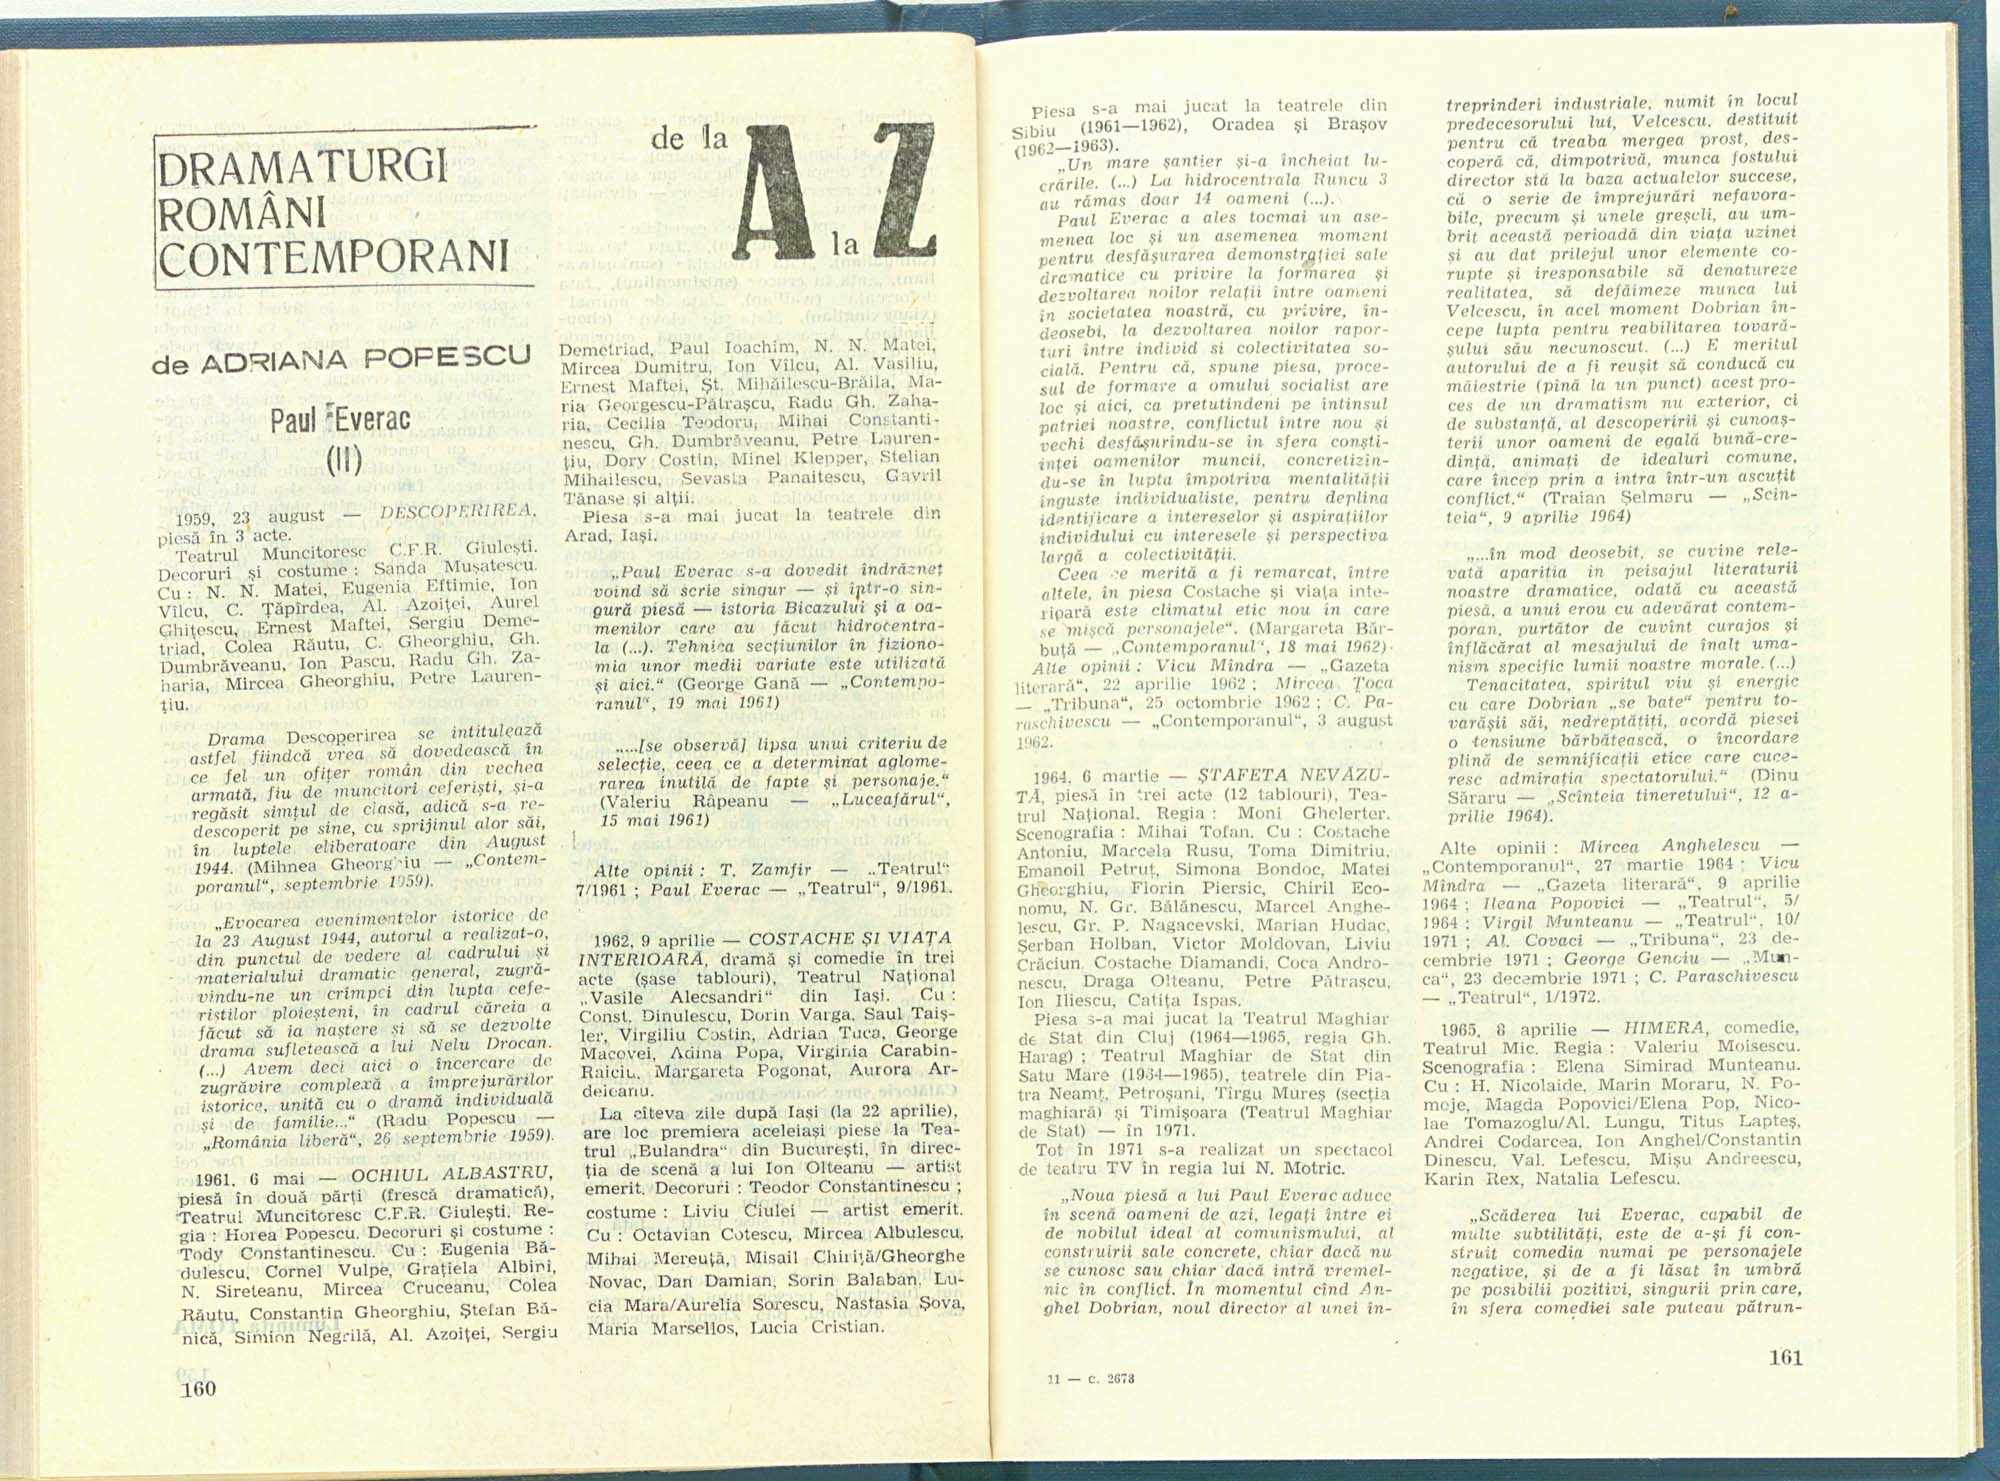 DRAMATURGI
ROMÂNI
CONTEMPORANI
de la A
la Z
de ADRIANA POPESCU
Paul Everac
(II)
1959, 23 august — DESCOPERIREA,
piesă în 3 acte.
Teatrul Muncitoresc C.F.R. Giulești.
Decoruri și costume : Sanda Mușatescu.
Cu : N. N. Matei, Eugenia Eftimie, Ion
Vîlcu, C. Țăpîrdea, Al. Azoiței, Aurel
Ghițescu, Ernest Maftei, Sergiu Deme-
triad, Colea Răutu, C. Gheorghiu, Gh.
Dumbrăveanu, Ion Pascu, Radu Gh. Za-
haria, Mircea Gheorghiu, Petre Lauren-
țiu.
Drama Descoperirea se intitulează
astfel fiindcă vrea să dovedească în
ce fel un ofițer român din vechea
armată, fiu de muncitori ceferiști, și-a
regăsit simțul de clasă, adică s-a re-
descoperit pe sine, cu sprijinul alor săi,
în luptele eliberatoare din August
1944. (Mihnea Gheorghiu — „Contem-
poranul“, septembrie 1959).
„Evocarea evenimentelor istorice de
la 23 August 1944, autorul a realizat-o,
din punctul de vedere al cadrului și
materialului dramatic general, zugră-
vindu-ne un crîmpei din lupta cefe-
riștilor ploieșteni, în cadrul căreia a
făcut să ia naștere și să se dezvolte
drama sufletească a lui Nelu Drocan.
(...) Avem deci aici o încercare de
zugrăvire complexă a împrejurărilor
istorice, unită cu o dramă individuală
și de familie...“ (Radu Popescu —
„România liberă“, 26 septembrie 1959).
1961, 6 mai — OCHIUL ALBASTRU,
piesă în două părți (frescă dramatică),
Teatrul Muncitoresc C.F.R. Giulești. Re-
gia : Horea Popescu. Decoruri și costume :
Tody Constantinescu. Cu : Eugenia Bă-
dulescu, Cornel Vulpe, Grațiela Albini,
N. Sireteanu, Mircea Cruceanu, Colea
Răutu, Constantin Gheorghiu, Ștefan Bă-
nică, Simion Negrilă, Al. Azoiței, Sergiu
160
Demetriad, Paul Ioachim, N. N. Matei,
Mircea Dumitru, Ion Vîlcu, Al. Vasiliu,
Ernest Maftei, Șt. Mihăilescu-Brăila, Ma-
ria Georgescu-Pătrașcu, Radu Gh. Zaha-
ria, Cecilia Teodoru, Mihai Constanti-
nescu, Gh. Dumbrăveanu, Petre Lauren-
țiu, Dory Costin, Minel Klepper, Stelian
Mihailescu, Sevasta Panaitescu, Gavril
Tănase și alții.
Piesa s-a mai jucat la teatrele din
Arad, Iași.
„Paul Everac s-a dovedit îndrăzneț
voind să scrie singur — și într-o sin-
gură piesă — istoria Bicazului și a oa-
menilor care au făcut hidrocentra-
la (...). Tehnica secțiunilor în fiziono-
mia unor medii variate este utilizată
și aici.“ (George Gană — „Contempo-
ranul“, 19 mai 1961)
„....[se observă] lipsa unui criteriu de
selecție, ceea ce a determinat aglome-
rarea inutilă de fapte și personaje.“
(Valeriu Râpeanu — „Luceafărul“,
15 mai 1961)
Alte opinii : T. Zamfir — „Teatrul“
7/1961 ; Paul Everac — „Teatrul“, 9/1961.
1962, 9 aprilie — COSTACHE ȘI VIAȚA
INTERIOARĂ, dramă și comedie în trei
acte (șase tablouri), Teatrul Național
„Vasile Alecsandri“ din Iași. Cu :
Const. Dinulescu, Dorin Varga, Saul Taiș-
ler, Virgiliu Costin, Adrian Tuca, George
Macovei, Adina Popa, Virginia Carabin-
Raiciu, Margareta Pogonat, Aurora Ar-
deicanu.
La cîteva zile după Iași (la 22 aprilie),
are loc premiera aceleiași piese la Tea-
trul „Bulandra“ din București, în direc-
ția de scenă a lui Ion Olteanu — artist
emerit. Decoruri : Teodor Constantinescu ;
costume : Liviu Ciulei — artist emerit.
Cu : Octavian Cotescu, Mircea Albulescu,
Mihai Mereuță, Misail Chiriță/Gheorghe
Novac, Dan Damian, Sorin Balaban, Lu-
cia Mara/Aurelia Sorescu, Nastasia Șova,
Maria Marsellos, Lucia Cristian.
Piesa s-a mai jucat la teatrele din
Sibiu (1961—1962), Oradea și Brașov
(1962—1963).
„Un mare șantier și-a încheiat lu-
crările. (...) La hidrocentrala Runcu 3
au rămas doar 14 oameni (...).
Paul Everac a ales tocmai un ase-
menea loc și un asemenea moment
pentru desfășurarea demonstrației sale
dramatice cu privire la formarea și
dezvoltarea noilor relații între oameni
în societatea noastră, cu privire, în-
deosebi, la dezvoltarea noilor rapor-
turi între individ si colectivitatea so-
cială. Pentru că, spune piesa, proce-
sul de formare a omului socialist are
loc și aici, ca pretutindeni pe întinsul
patriei noastre, conflictul între nou și
vechi desfășurîndu-se în sfera conști-
inței oamenilor muncii, concretizîn-
du-se în lupta împotriva mentalității
înguste individualiste, pentru deplina
identificare a intereselor și aspirațiilor
individului cu interesele și perspectiva
largă a colectivității.
Ceea ce merită a fi remarcat, între
altele, în piesa Costache și viața inte-
rioară este climatul etic nou în care
se mișcă personajele“. (Margareta Băr-
buță — „Contemporanul“, 18 mai 1962).
Alte opinii : Vicu Mîndra — „Gazeta
literară“, 22 aprilie 1962 ; Mircea Țoca
— „Tribuna“, 25 octombrie 1962 ; C. Pa-
raschivescu — „Contemporanul“, 3 august
1962.
1964, 6 martie — ȘTAFETA NEVĂZU-
TĂ, piesă în trei acte (12 tablouri), Tea-
trul Național. Regia : Moni Ghelerter.
Scenografia : Mihai Tofan. Cu : Costache
Antoniu, Marcela Rusu, Toma Dimitriu,
Emanoil Petruț, Simona Bondoc, Matei
Gheorghiu, Florin Piersic, Chiril Eco-
nomu, N. Gr. Bălănescu, Marcel Anghe-
lescu, Gr. P. Nagacevski, Marian Hudac,
Șerban Holban, Victor Moldovan, Liviu
Crăciun, Costache Diamandi, Coca Andro-
nescu, Draga Olteanu, Petre Pătrașcu,
Ion Iliescu, Catița Ispas.
Piesa s-a mai jucat la Teatrul Maghiar
de Stat din Cluj (1964—1965, regia Gh.
Harag) ; Teatrul Maghiar de Stat din
Satu Mare (1964—1965), teatrele din Pia-
tra Neamț, Petroșani, Tîrgu Mureș (secția
maghiară) și Timișoara (Teatrul Maghiar
de Stat) — în 1971.
Tot în 1971 s-a realizat un spectacol
de teatru TV în regia lui N. Motric.
„Noua piesă a lui Paul Everac aduce
în scenă oameni de azi, legați între ei
de nobilul ideal al comunismului, al
construirii sale concrete, chiar dacă nu
se cunosc sau chiar dacă intră vremel-
nic în conflict. În momentul cînd An-
ghel Dobrian, noul director al unei în-
11 — c. 2673
treprinderi industriale, numit în locul
predecesorului lui, Velcescu, destituit
pentru că treaba mergea prost, des-
coperă că, dimpotrivă, munca fostului
director stă la baza actualelor succese,
că o serie de împrejurări nefavora-
bile, precum și unele greșeli, au um-
brit această perioadă din viața uzinei
și au dat prilejul unor elemente co-
rupte și iresponsabile să denatureze
realitatea, să defăimeze munca lui
Velcescu, în acel moment Dobrian în-
cepe lupta pentru reabilitarea tovară-
șului său necunoscut. (...) E meritul
autorului de a fi reușit să conducă cu
măiestrie (pînă la un punct) acest pro-
ces de un dramatism nu exterior, ci
de substanță, al descoperirii și cunoaș-
terii unor oameni de egală bună-cre-
dință, animați de idealuri comune,
care încep prin a intra într-un ascuțit
conflict.“ (Traian Șelmaru — „Scîn-
teia“, 9 aprilie 1964)
„...în mod deosebit, se cuvine rele-
vată apariția in peisajul literaturii
noastre dramatice, odată cu această
piesă, a unui erou cu adevărat contem-
poran, purtător de cuvînt curajos și
înflăcărat al mesajului de înalt uma-
nism specific lumii noastre morale. (...)
Tenacitatea, spiritul viu și energic
cu care Dobrian „se bate“ pentru to-
varășii săi, nedreptățiți, acordă piesei
o tensiune bărbătească, o încordare
plină de semnificații etice care cuce-
resc admirația spectatorului.“ (Dinu
Săraru — „Scînteia tineretului“, 12 a-
prilie 1964).
Alte opinii : Mircea Anghelescu —
„Contemporanul“, 27 martie 1964 ; Vicu
Mîndra — „Gazeta literară“, 9 aprilie
1964 ; Ileana Popovici — „Teatrul“, 5/
1964 ; Virgil Munteanu — „Teatrul“, 10/
1971 ; Al. Covaci — „Tribuna“, 23 de-
cembrie 1971 ; George Genoiu — „Mun-
ca“, 23 decembrie 1971 ; C. Paraschivescu
— „Teatrul“, 1/1972.
1965, 8 aprilie — HIMERA, comedie,
Teatrul Mic. Regia : Valeriu Moisescu.
Scenografia : Elena Simirad Munteanu.
Cu : H. Nicolaide, Marin Moraru, N. Po-
moje, Magda Popovici/Elena Pop, Nico-
lae Tomazoglu/Al. Lungu, Titus Lapteș,
Andrei Codarcea, Ion Anghel/Constantin
Dinescu, Val. Lefescu, Mișu Andreescu,
Karin Rex, Natalia Lefescu.
„Scăderea lui Everac, capabil de
multe subtilități, este de a-și fi con-
struit comedia numai pe personajele
negative, și de a fi lăsat în umbră
pe posibilii pozitivi, singurii prin care,
în sfera comediei sale puteau pătrun-
161